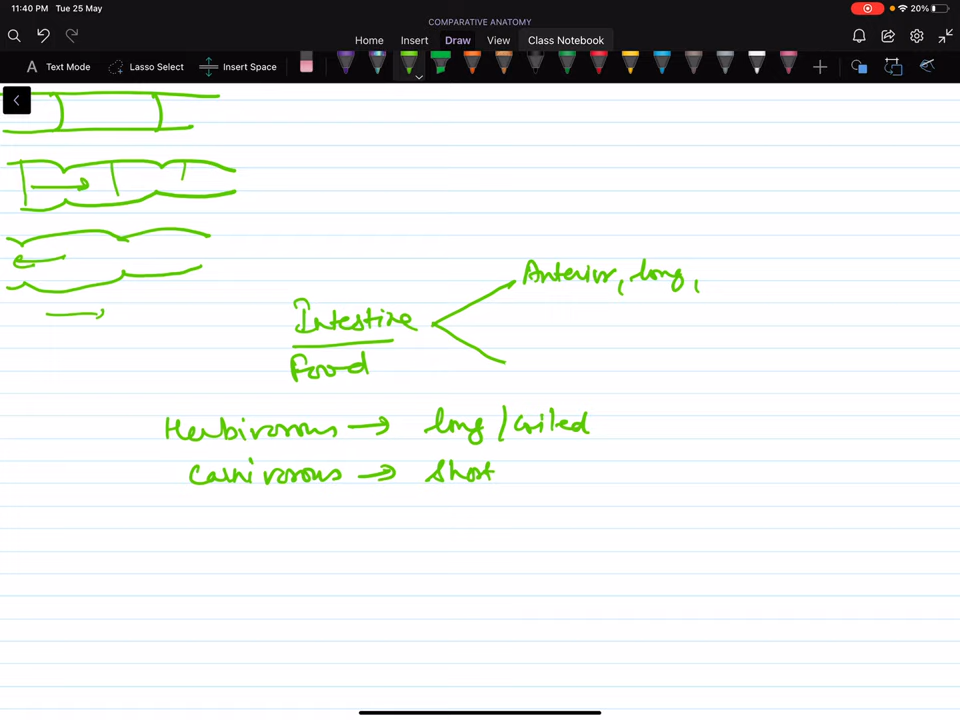 11:40 PM Tue 25 May
20%
COMPARATIVE ANATOMY
Home Insert Draw View Class Notebook
Text Mode Lasso Select Insert Space
Anterior, long,
Intestine
Food
Herbivorous → long / Coiled
Carnivorous → Short